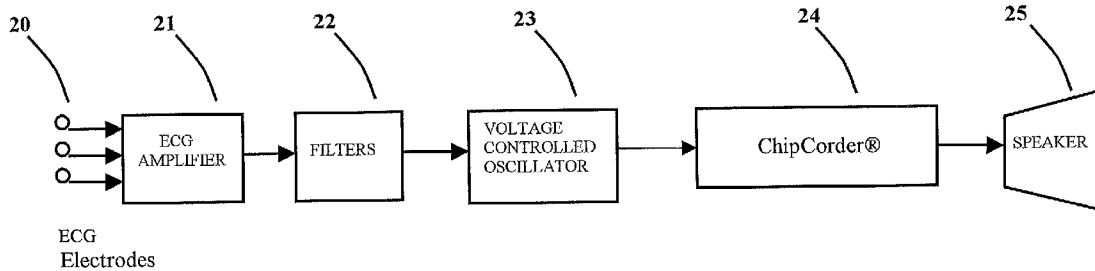 20
21
22
23
24
25
ECG
AMPLIFIER
FILTERS
VOLTAGE
CONTROLLED
OSCILLATOR
ChipCorder®
SPEAKER
ECG
Electrodes